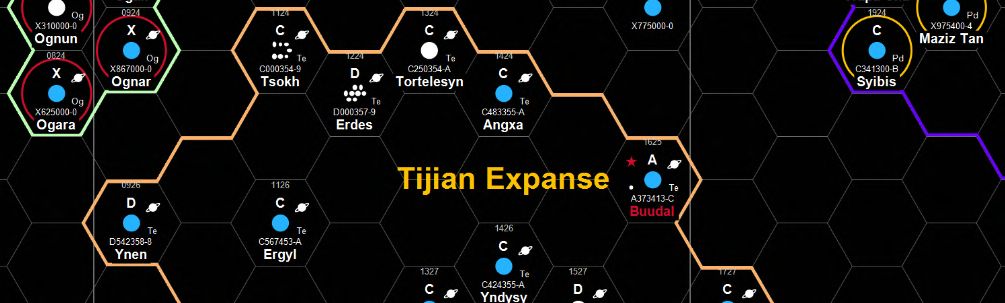 Og
X310000-0
Ognun
0924
X
Og
X867000-0
Ognar
0824
X
Og
X625000-0
Ogara
1124
C
Te
C000354-9
Tsokh
1224
D
Te
D000357-9
Erdes
1324
C
Te
C250354-A
Tortelesyn
1424
C
Te
C483355-A
Angxa
X775000-0
1924
C
Pd
C341300-B
Syibis
Pd
X975400-4
Maziz Tan
Tijian Expanse
1625
A
Te
A373413-C
Buudal
0926
D
Te
D542358-8
Ynen
1126
C
Te
C567453-A
Ergyl
1426
C
Te
C424355-A
Yndysy
1327
C
1527
D
1727
C